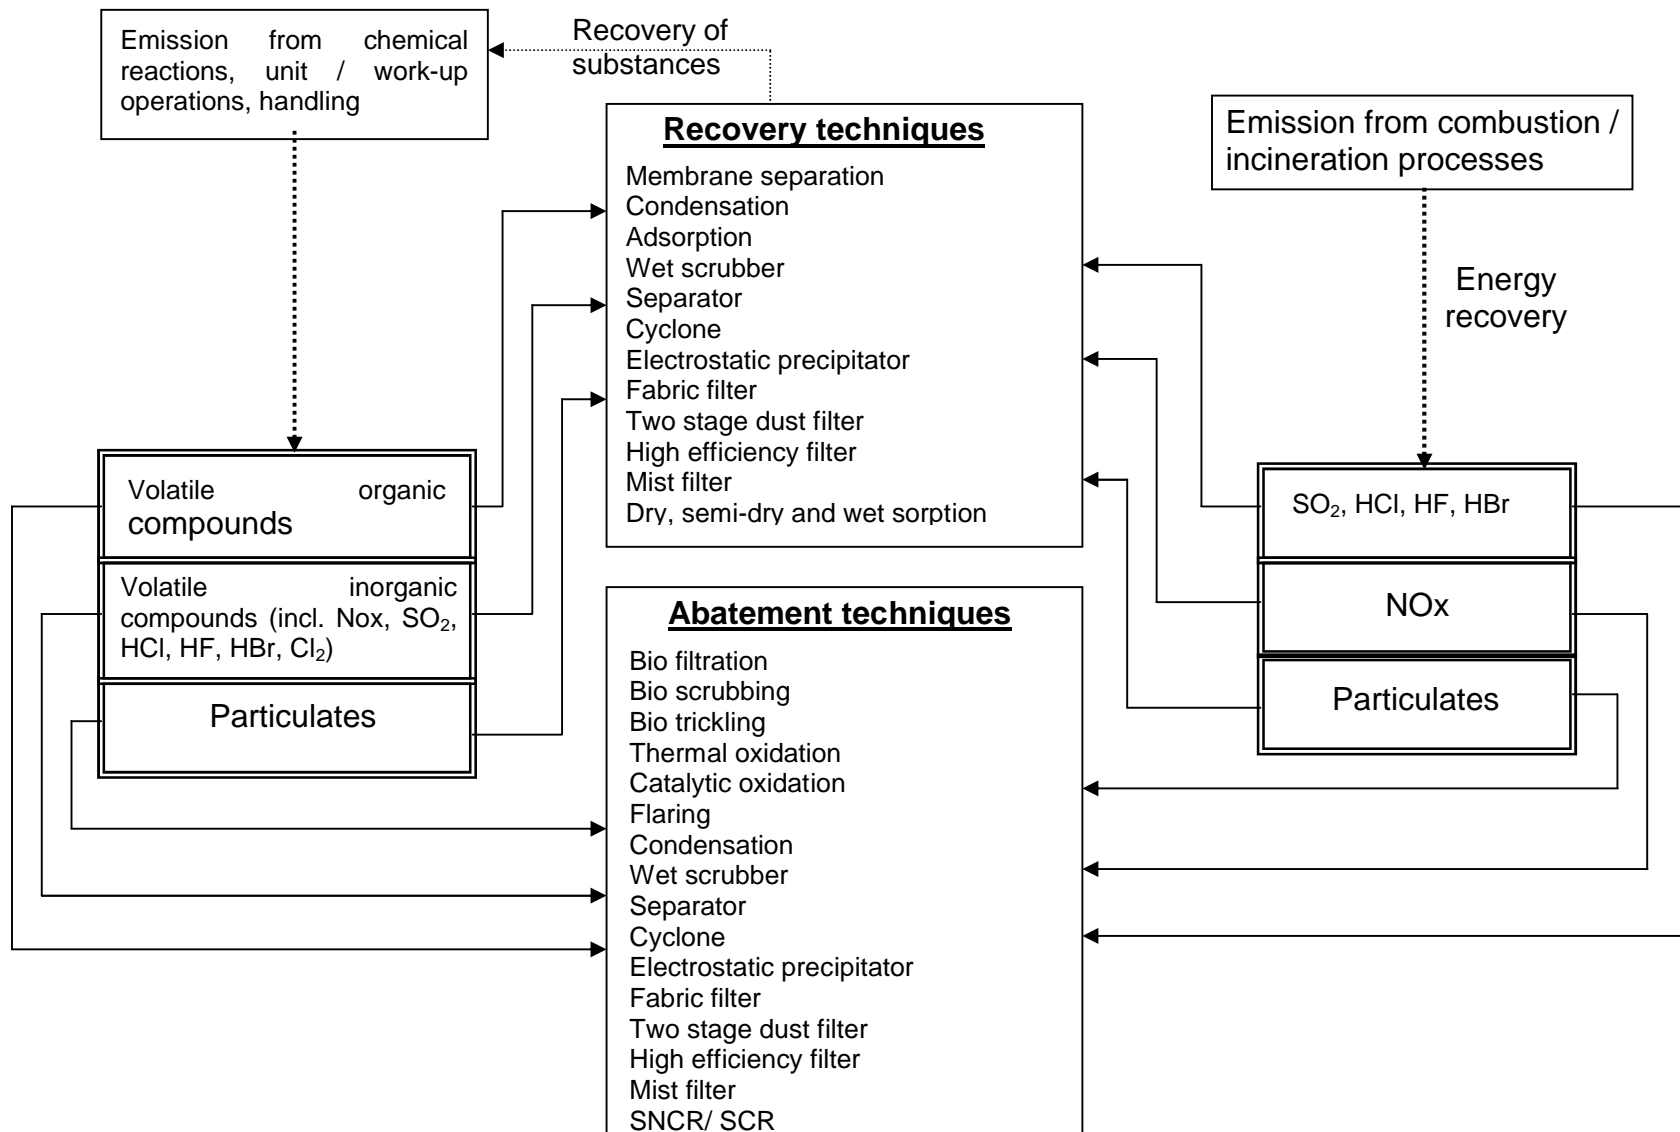 Emission from chemical
reactions, unit / work-up
operations, handling
Recovery of
substances
Recovery techniques
Membrane separation
Condensation
Adsorption
Wet scrubber
Separator
Cyclone
Electrostatic precipitator
Fabric filter
Two stage dust filter
High efficiency filter
Mist filter
Dry, semi-dry and wet sorption
Emission from combustion /
incineration processes
Energy
recovery
Volatile organic
compounds
Volatile inorganic
compounds (incl. Nox, SO₂,
HCl, HF, HBr, Cl₂)
Particulates
SO₂, HCl, HF, HBr
NOx
Particulates
Abatement techniques
Bio filtration
Bio scrubbing
Bio trickling
Thermal oxidation
Catalytic oxidation
Flaring
Condensation
Wet scrubber
Separator
Cyclone
Electrostatic precipitator
Fabric filter
Two stage dust filter
High efficiency filter
Mist filter
SNCR/ SCR